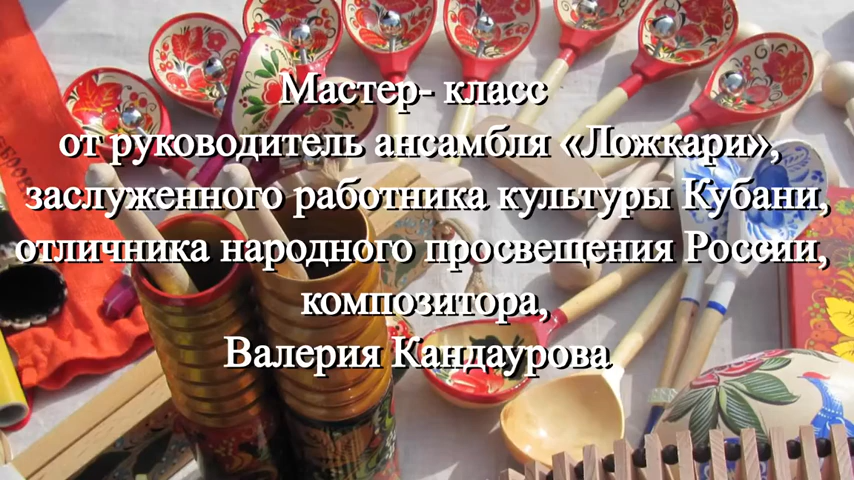 Мастер- класс
от руководитель ансамбля «Ложкари»,
заслуженного работника культуры Кубани,
отличника народного просвещения России,
композитора,
Валерия Кандаурова